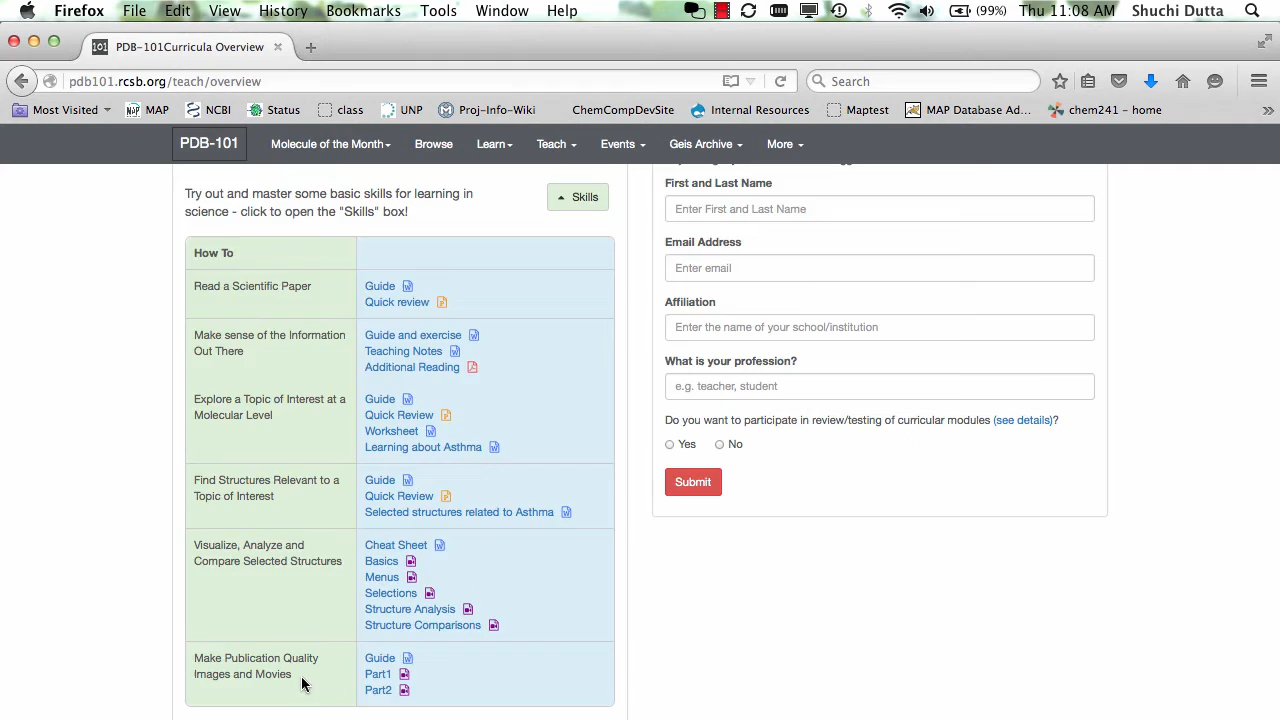 Firefox File Edit View History Bookmarks Tools Window Help (99%) Thu 11:08 AM Shuchi Dutta
101 PDB-101Curricula Overview
pdb101.rcsb.org/teach/overview Search
Most Visited MAP NCBI Status class UNP Proj-Info-Wiki ChemCompDevSite Internal Resources Maptest MAP Database Ad... chem241 - home
PDB-101 Molecule of the Month Browse Learn Teach Events Geis Archive More
Try out and master some basic skills for learning in
science - click to open the "Skills" box!
Skills
How To
Read a Scientific Paper
Guide
Quick review
Make sense of the Information
Out There
Guide and exercise
Teaching Notes
Additional Reading
Explore a Topic of Interest at a
Molecular Level
Guide
Quick Review
Worksheet
Learning about Asthma
Find Structures Relevant to a
Topic of Interest
Guide
Quick Review
Selected structures related to Asthma
Visualize, Analyze and
Compare Selected Structures
Cheat Sheet
Basics
Menus
Selections
Structure Analysis
Structure Comparisons
Make Publication Quality
Images and Movies
Guide
Part1
Part2
First and Last Name
Enter First and Last Name
Email Address
Enter email
Affiliation
Enter the name of your school/institution
What is your profession?
e.g. teacher, student
Do you want to participate in review/testing of curricular modules (see details)?
Yes No
Submit